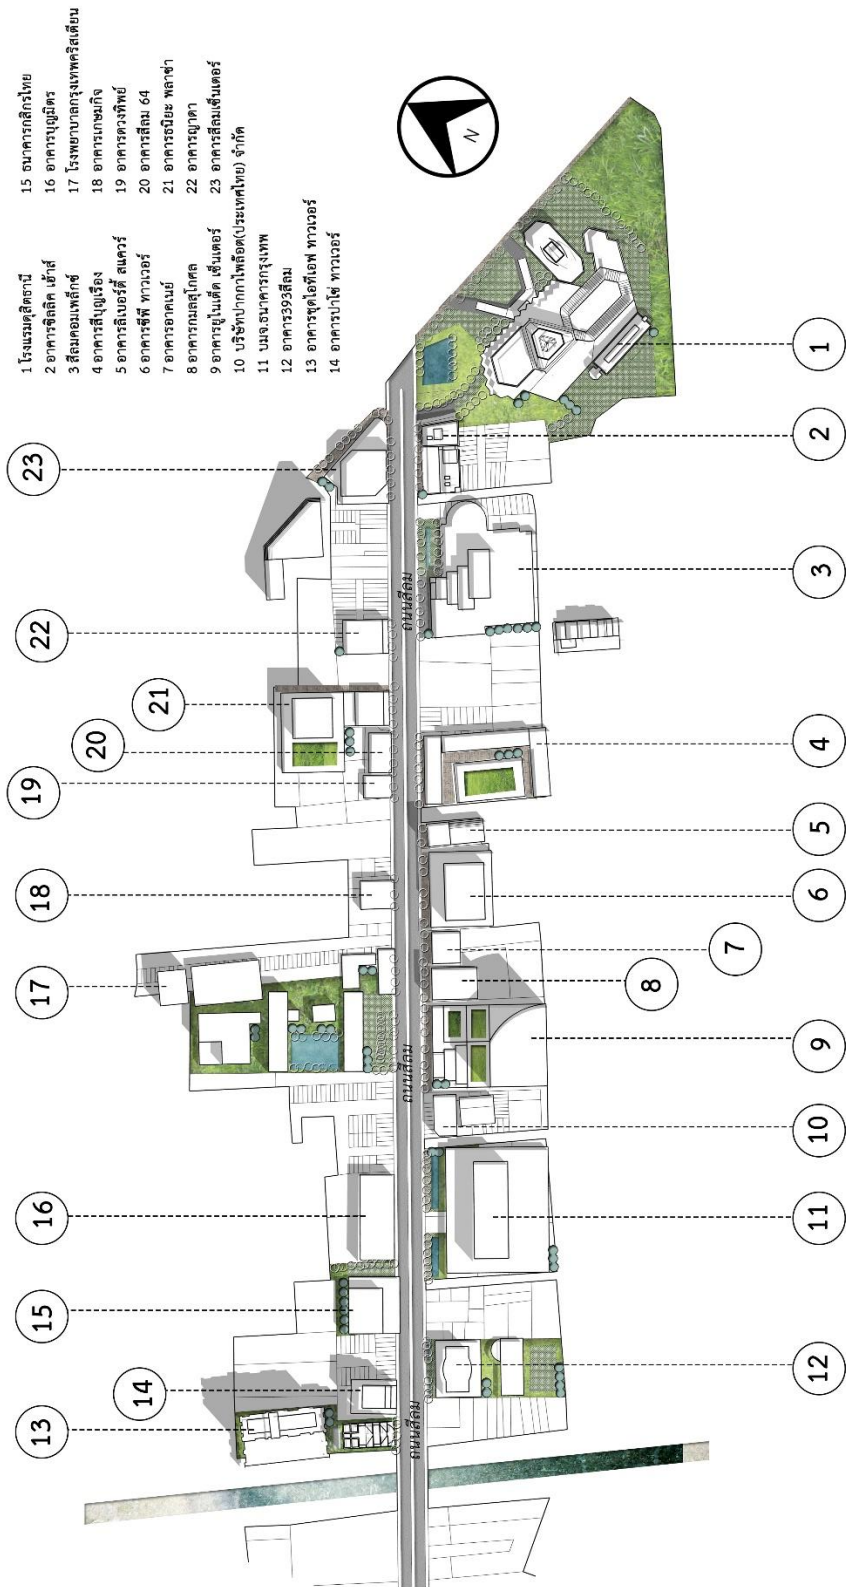 1 โรงแรมดุสิตธานี
2 อาคารซิลลิค เฮ้าส์
3 สีลมคอมเพล็กซ์
4 อาคารสีบุญเรือง
5 อาคารลิเบอร์ตี้ สแควร์
6 อาคารซีพี ทาวเวอร์
7 อาคารอาคเนย์
8 อาคารกมลสุโกศล
9 อาคารยูไนเต็ด เซ็นเตอร์
10 บริษัทปากกาไพล๊อต(ประเทศไทย) จำกัด
11 บมจ.ธนาคารกรุงเทพ
12 อาคาร393สีลม
13 อาคารชุดไอทีเอฟ ทาวเวอร์
14 อาคารปาโซ่ ทาวเวอร์
15 ธนาคารกสิกรไทย
16 อาคารบุญมิตร
17 โรงพยาบาลกรุงเทพคริสเตียน
18 อาคารเกษมกิจ
19 อาคารดวงทิพย์
20 อาคารสีลม 64
21 อาคารธนิยะ พลาซ่า
22 อาคารญาดา
23 อาคารสีลมเซ็นเตอร์
N
13
14
15
16
17
18
19
20
21
22
23
ถนนสีลม
ถนนสีลม
ถนนสีลม
12
11
10
9
8
7
6
5
4
3
2
1